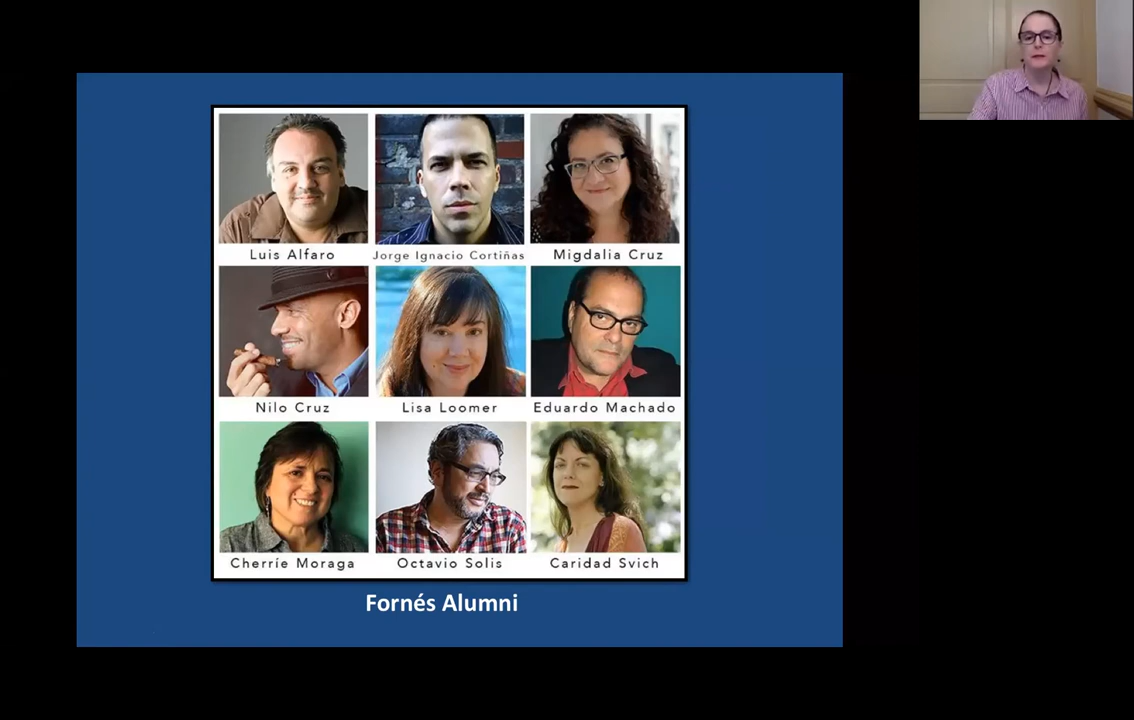 Luis Alfaro
Jorge Ignacio Cortiñas
Migdalia Cruz
Nilo Cruz
Lisa Loomer
Eduardo Machado
Cherríe Moraga
Octavio Solis
Caridad Svich
Fornés Alumni